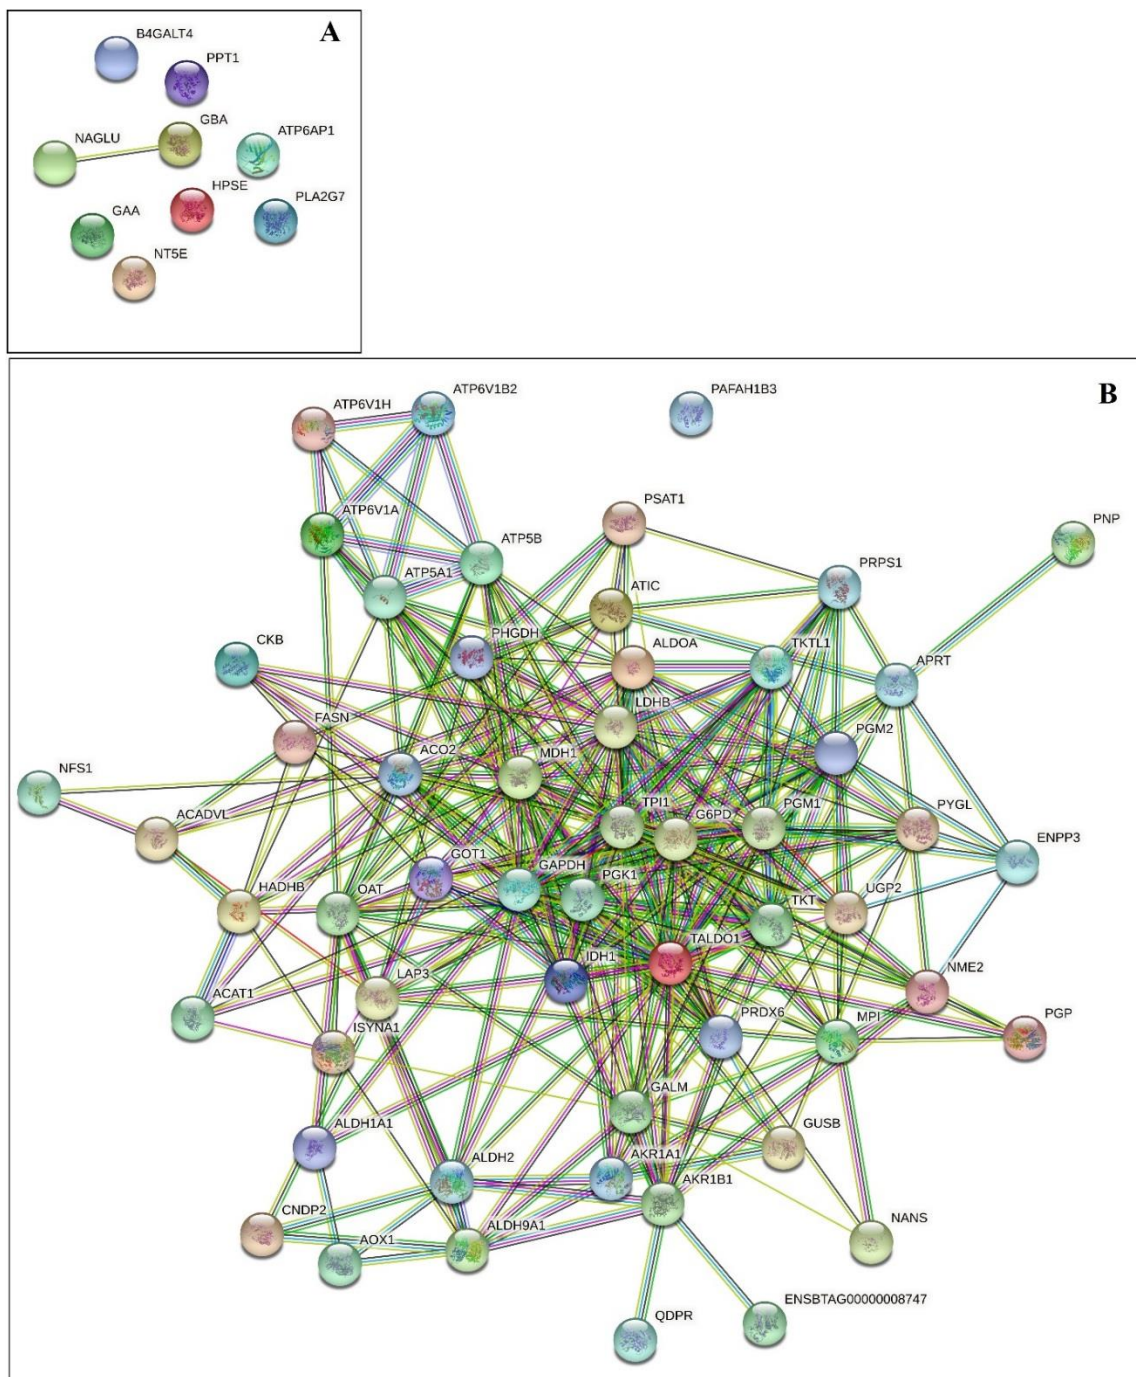 A
B4GALT4
PPT1
GBA
NAGLU
ATP6AP1
HPSE
PLA2G7
GAA
NT5E
B
ATP6V1B2
PAFAH1B3
ATP6V1H
PSAT1
PNP
ATP6V1A
ATP5B
PRPS1
ATP5A1
ATIC
PHGDH
CKB
ALDOA
TKTL1
APRT
FASN
LDHB
PGM2
ACO2
MDH1
NFS1
TPI1
G6PD
PGM1
PYGL
ACADVL
ENPP3
GOT1
GAPDH
HADHB
OAT
PGK1
TKT
UGP2
TALDO1
IDH1
LAP3
NME2
ACAT1
PRDX6
MPI
PGP
ISYNA1
GALM
ALDH1A1
GUSB
ALDH2
AKR1A1
AKR1B1
CNDP2
NANS
ALDH9A1
AOX1
ENSBTAG00000008747
QDPR